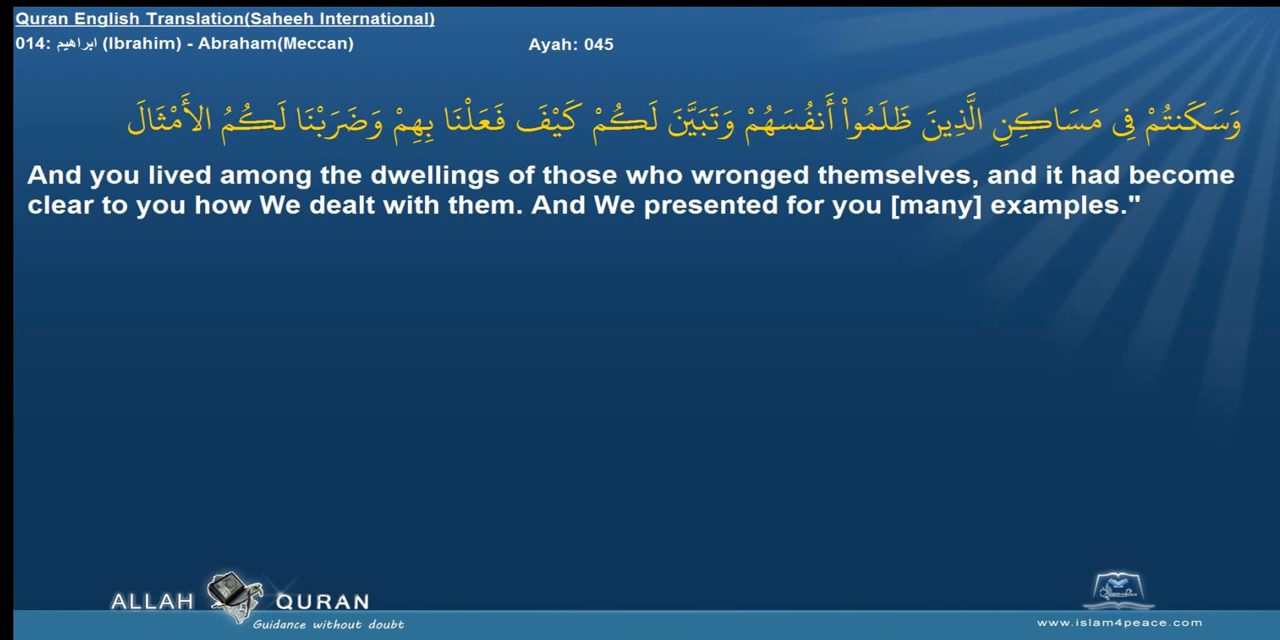 Quran English Translation(Saheeh International)
014: ابراهيم (Ibrahim) - Abraham(Meccan) Ayah: 045
وَسَكَنتُمْ فِي مَسَاكِنِ الَّذِينَ ظَلَمُواْ أَنفُسَهُمْ وَتَبَيَّنَ لَكُمْ كَيْفَ فَعَلْنَا بِهِمْ وَضَرَبْنَا لَكُمُ الأَمْثَالَ
And you lived among the dwellings of those who wronged themselves, and it had become
clear to you how We dealt with them. And We presented for you [many] examples."
ALLAH QURAN
Guidance without doubt
www.islam4peace.com